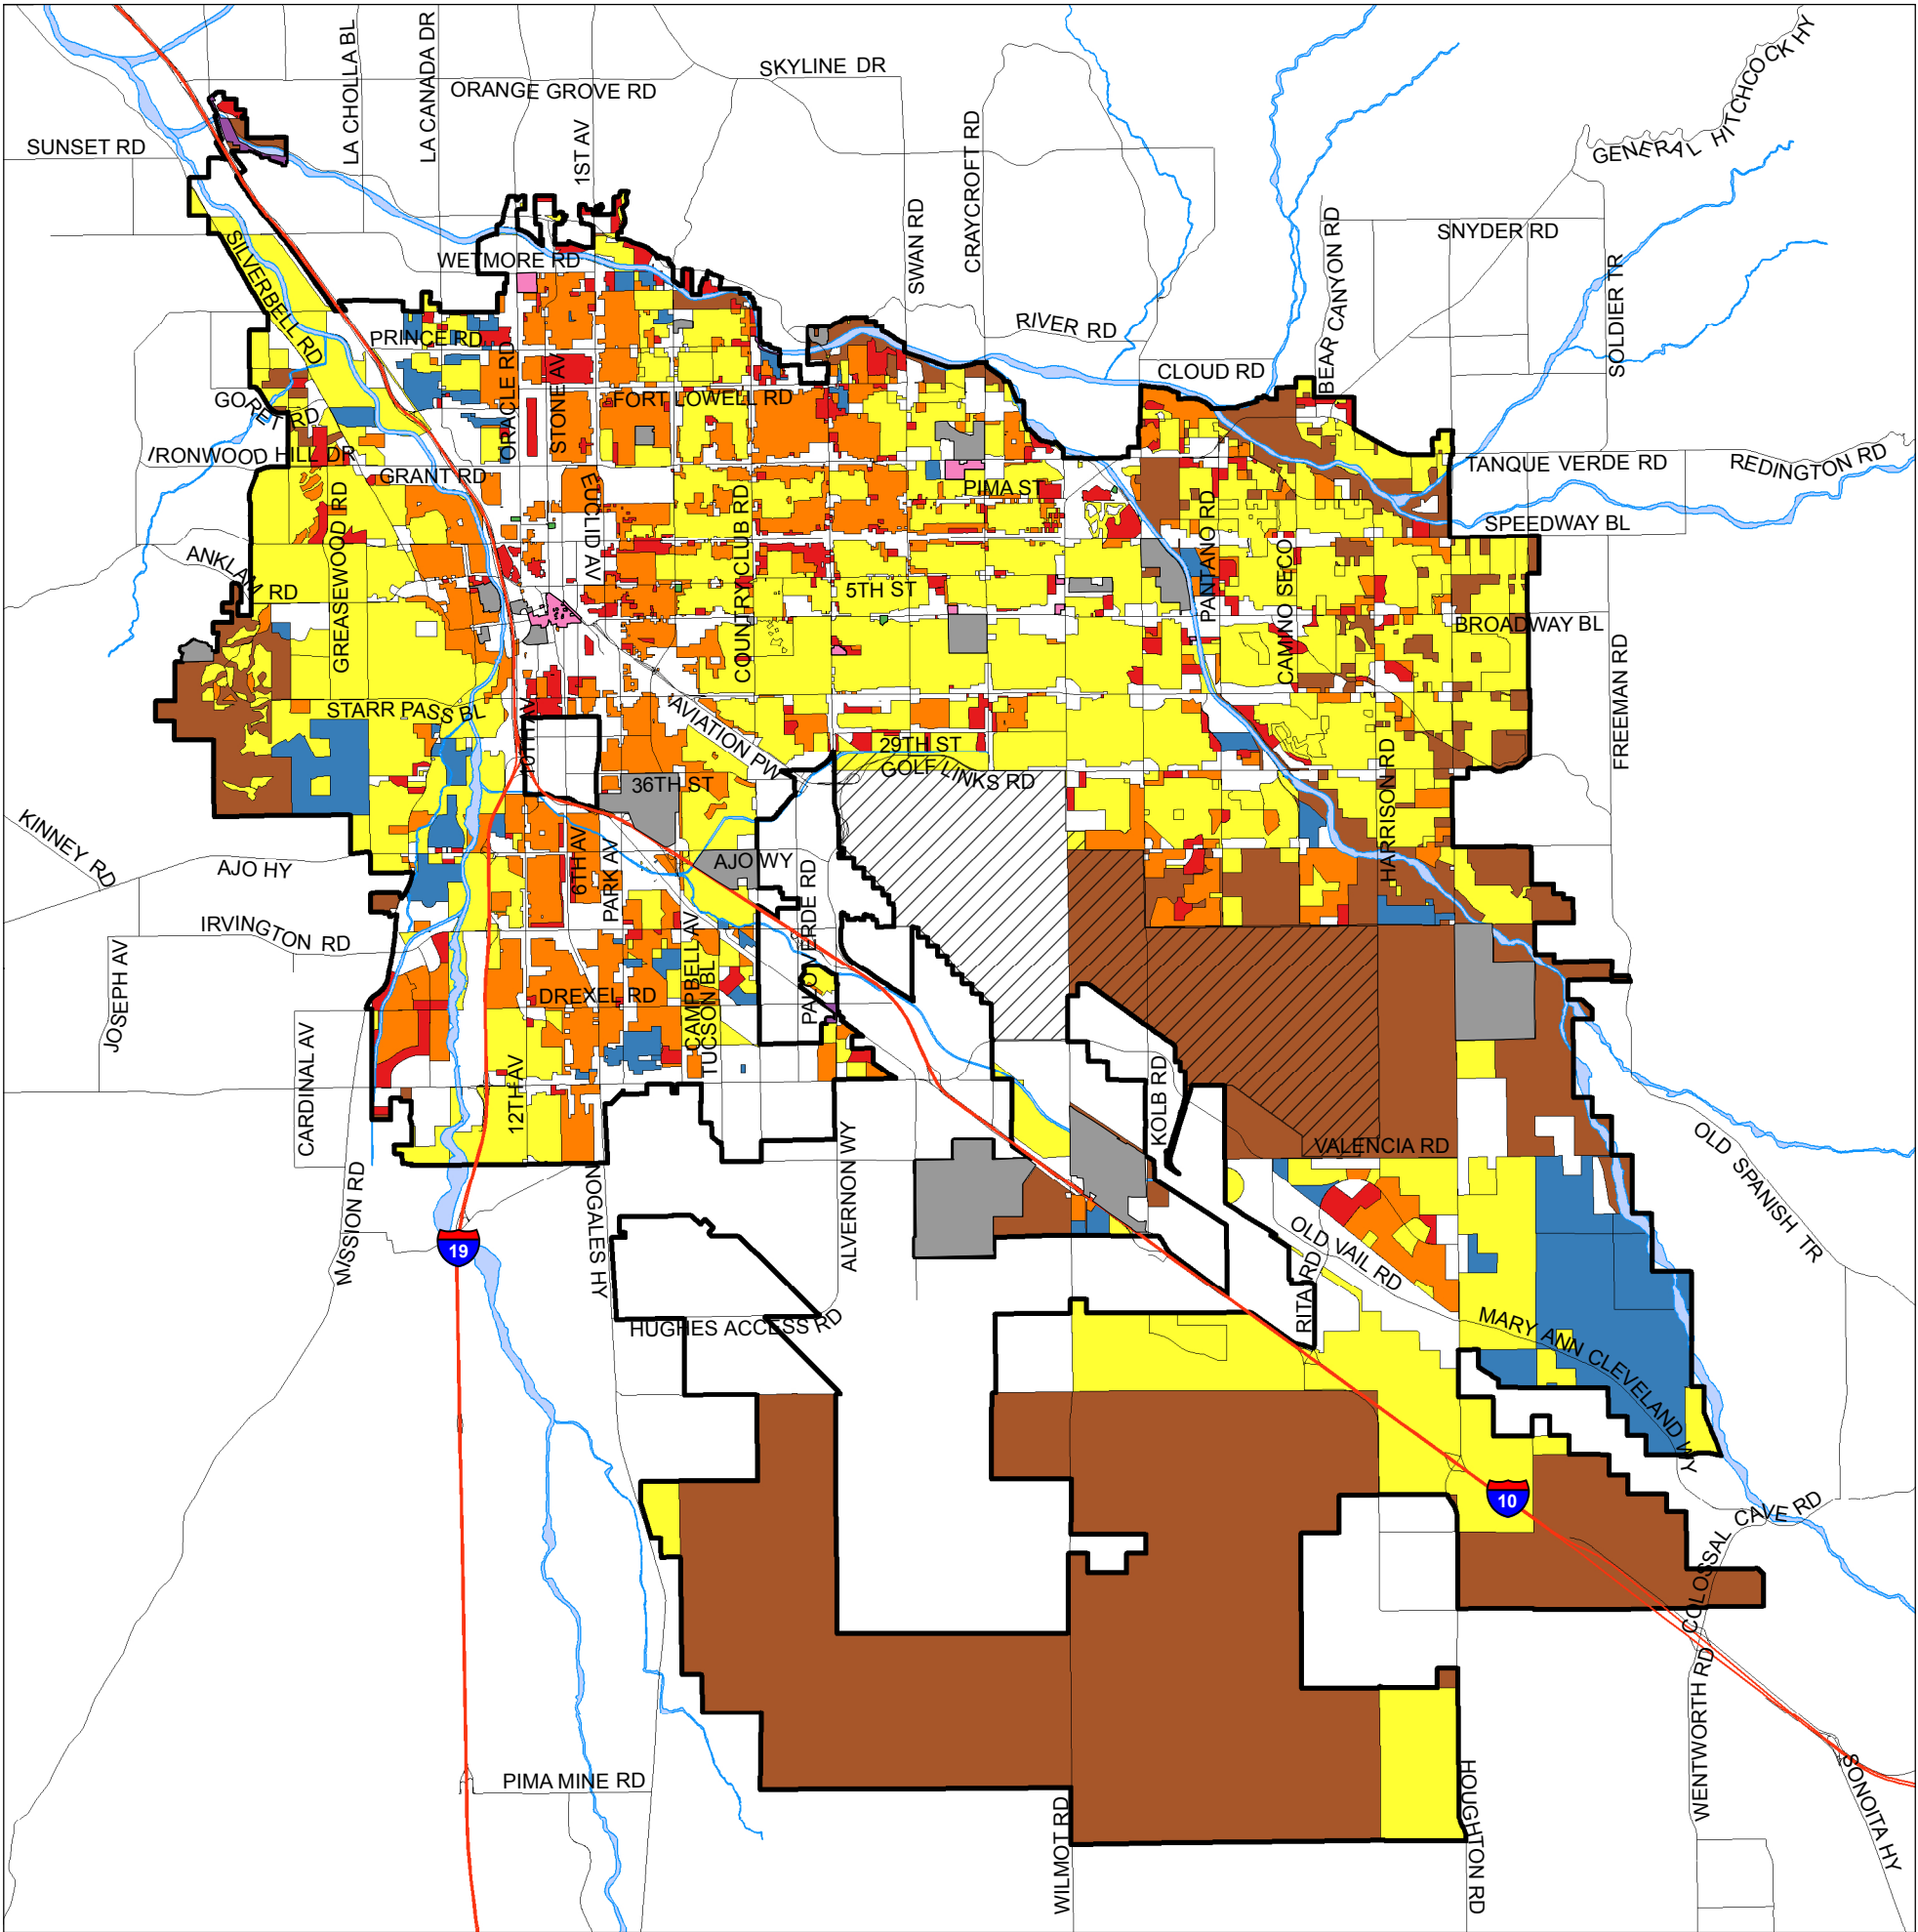 GENERAL HITCHCOCK HY
LA CHOLLA BL
LA CANADA DR
SKYLINE DR
ORANGE GROVE RD
SUNSET RD
1ST AV
CRAYCROFT RD
SWAN RD
BEAR CANYON RD
SNYDER RD
SOLDIER TR
SILVERBELL RD
WETMORE RD
PRINCE RD
RIVER RD
CLOUD RD
ORACLE RD
STONE AV
FORT LOWELL RD
GORET RD
IRONWOOD HILL DR
GRANT RD
TANQUE VERDE RD
REDINGTON RD
GREASEWOOD RD
EUCLID AV
COUNTRY CLUB RD
PIMA ST
PANTANO RD
CAMINO SECO
SPEEDWAY BL
ANKLAM RD
5TH ST
BROADWAY BL
FREEMAN RD
STARR PASS BL
10TH AV
AVIATION PW
29TH ST
GOLF LINKS RD
36TH ST
HARRISON RD
KINNEY RD
AJO HY
6TH AV
PARK AV
AJO WY
PALO VERDE RD
IRVINGTON RD
JOSEPH AV
CAMPBELL AV
TUCSON BL
DREXEL RD
CARDINAL AV
12TH AV
KOLB RD
VALENCIA RD
OLD SPANISH TR
MISSION RD
NOGALES HY
ALVERNON WY
19
OLD VAIL RD
RITA RD
HUGHES ACCESS RD
MARY ANN CLEVELAND WY
10
COLOSSAL CAVE RD
WENTWORTH RD
PIMA MINE RD
WILMOT RD
HOUGHTON RD
SONOITA HY